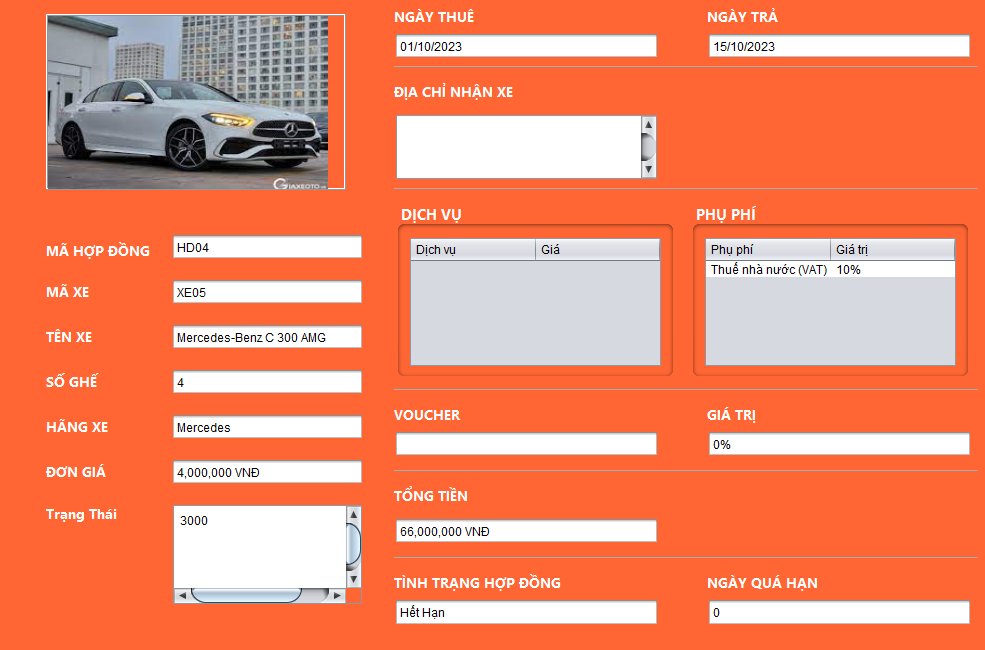 GIAXEOTO.vn
MÃ HỢP ĐỒNG HD04
MÃ XE XE05
TÊN XE Mercedes-Benz C 300 AMG
SỐ GHẾ 4
HÃNG XE Mercedes
ĐƠN GIÁ 4,000,000 VNĐ
Trạng Thái 3000
NGÀY THUÊ NGÀY TRẢ
01/10/2023 15/10/2023
ĐỊA CHỈ NHẬN XE
DỊCH VỤ
Dịch vụ Giá
PHỤ PHÍ
Phụ phí Giá trị
Thuế nhà nước (VAT) 10%
VOUCHER GIÁ TRỊ
0%
TỔNG TIỀN
66,000,000 VNĐ
TÌNH TRẠNG HỢP ĐỒNG NGÀY QUÁ HẠN
Hết Hạn 0